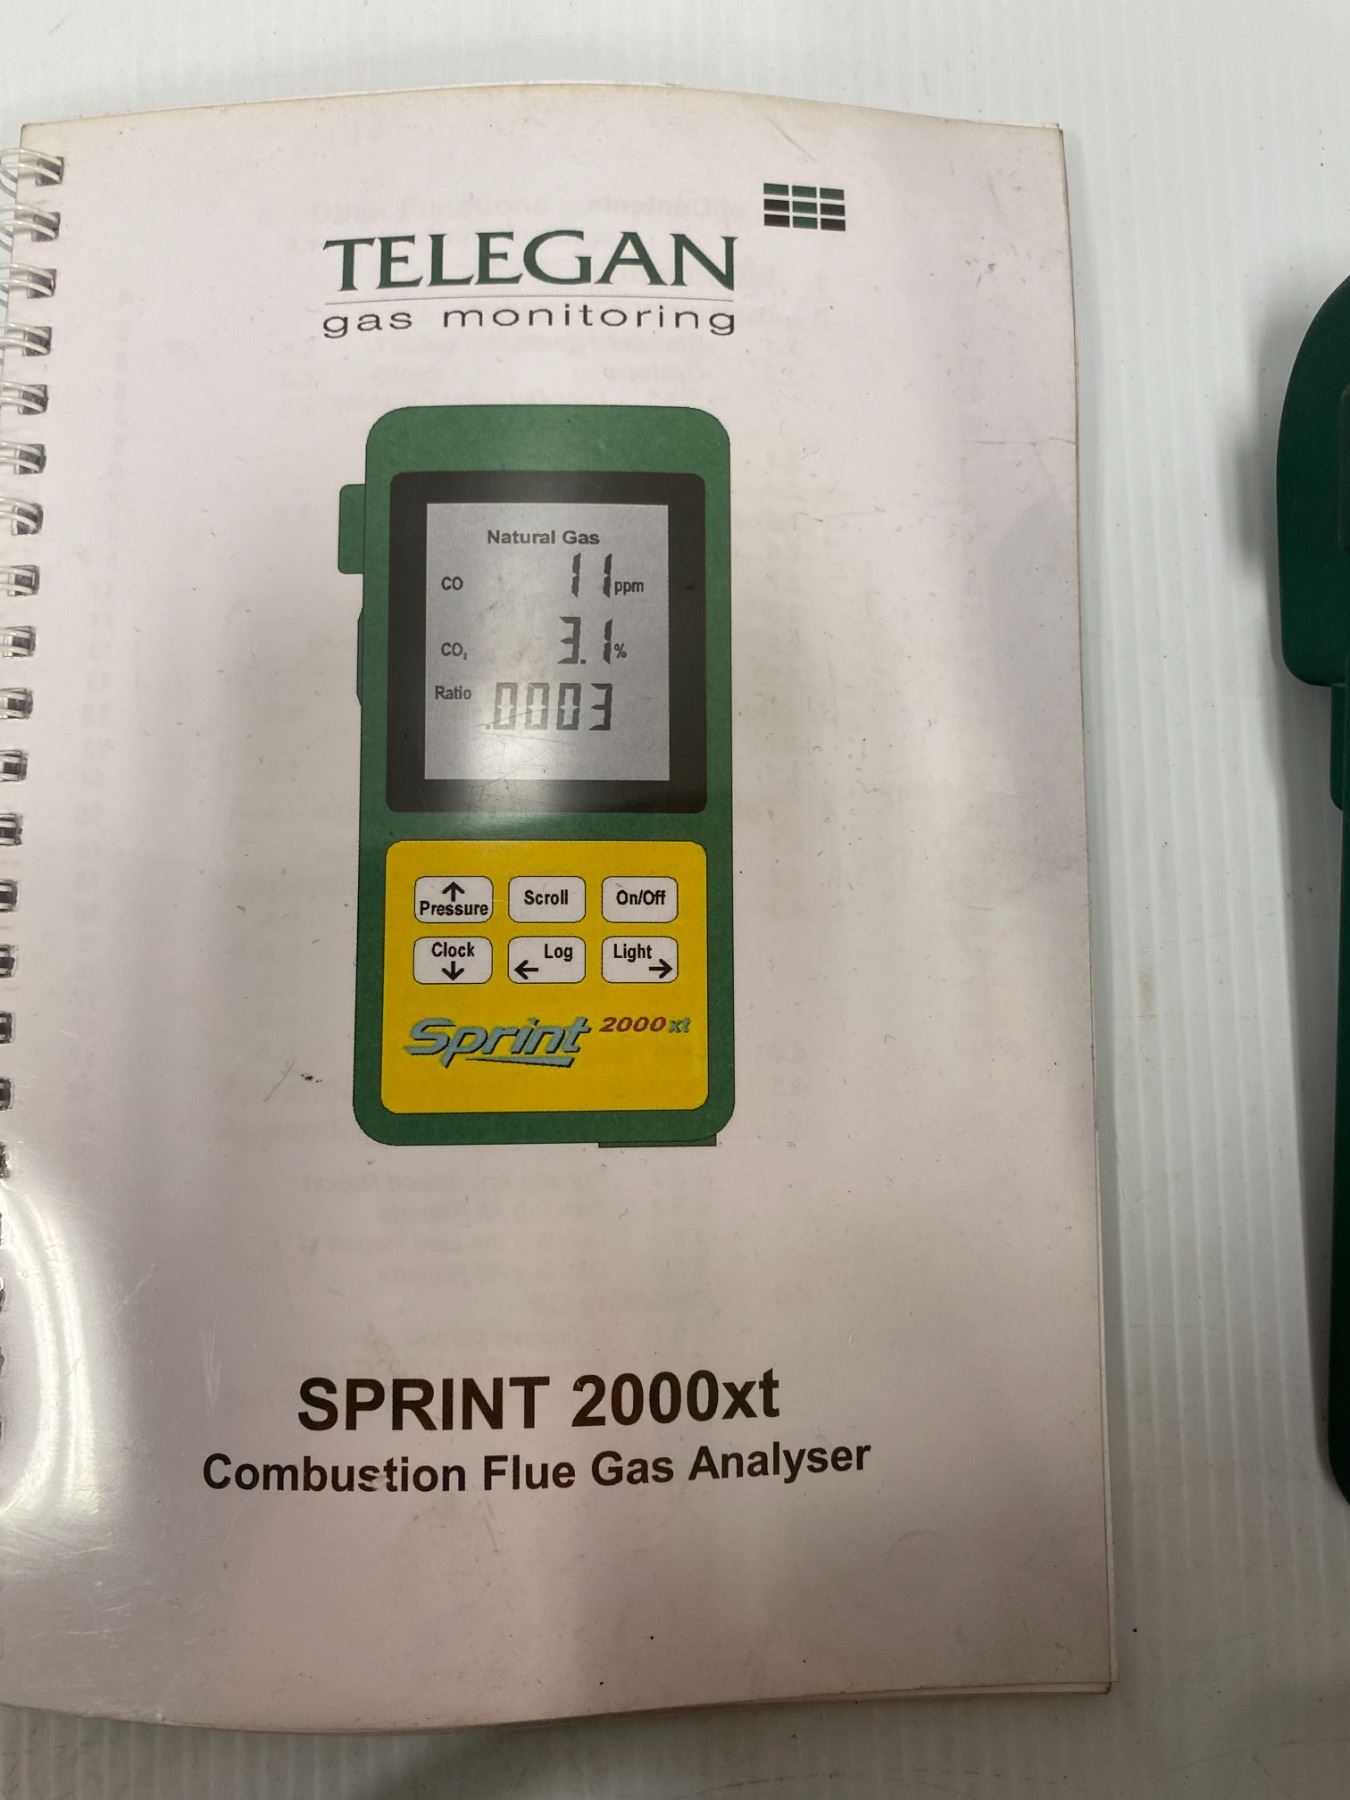 TELEGAN
gas monitoring
Natural Gas
CO 11 ppm
CO₂ 3.1 %
Ratio .0003
↑ Pressure
Scroll
On/Off
Clock ↓
Log ←
Light →
Sprint 2000xt
SPRINT 2000xt
Combustion Flue Gas Analyser